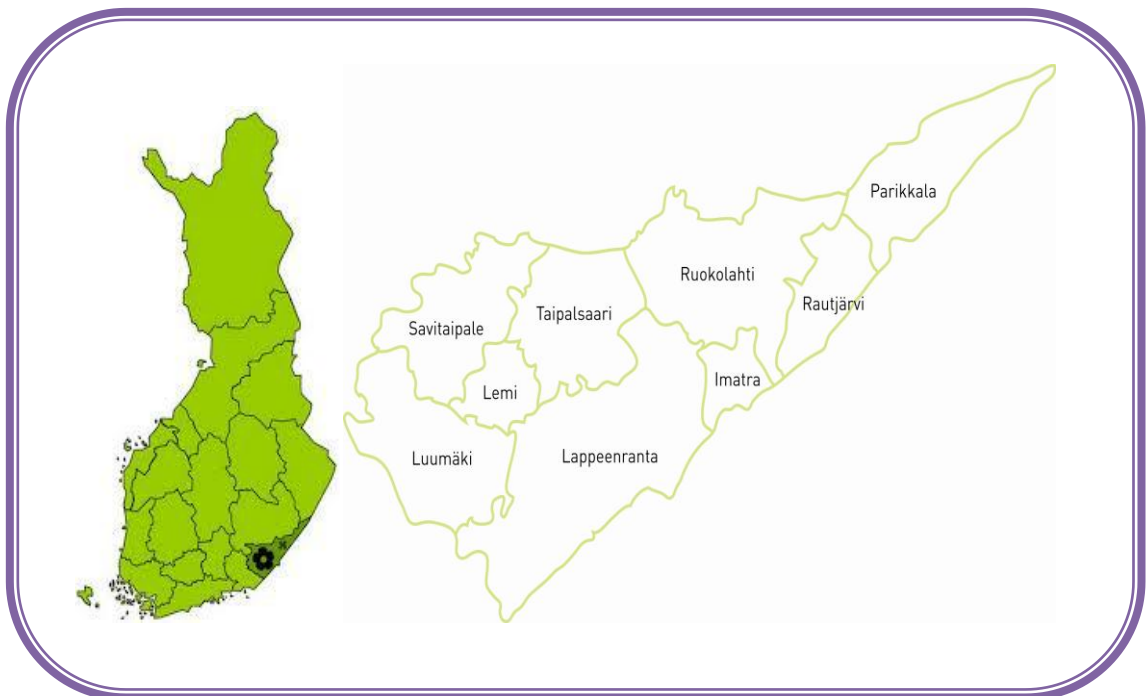 Parikkala
Ruokolahti
Rautjärvi
Taipalsaari
Savitaipale
Imatra
Lemi
Luumäki
Lappeenranta